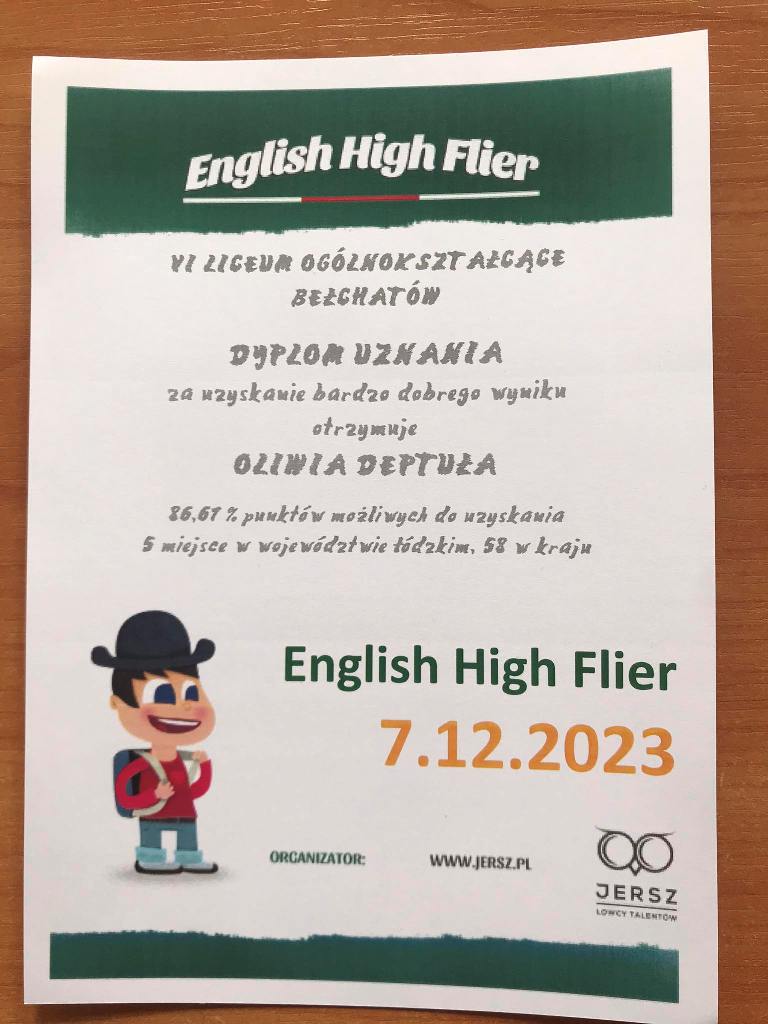 English High Flier
VI LICEUM OGÓLNOKSZTAŁCĄCE
BEŁCHATÓW
DYPLOM UZNANIA
za uzyskanie bardzo dobrego wyniku
otrzymuje
OLIWIA DEPTUŁA
86,67 % punktów możliwych do uzyskania
5 miejsce w województwie łódzkim, 58 w kraju
English High Flier
7.12.2023
ORGANIZATOR: WWW.JERSZ.PL
JERSZ
ŁOWCY TALENTÓW